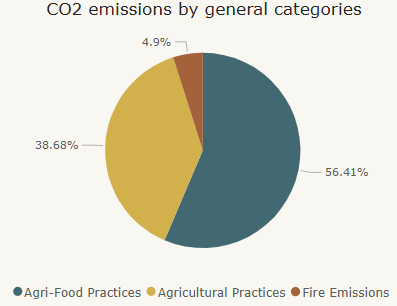 CO2 emissions by general categories
4.9%
38.68%
56.41%
Agri-Food Practices Agricultural Practices Fire Emissions